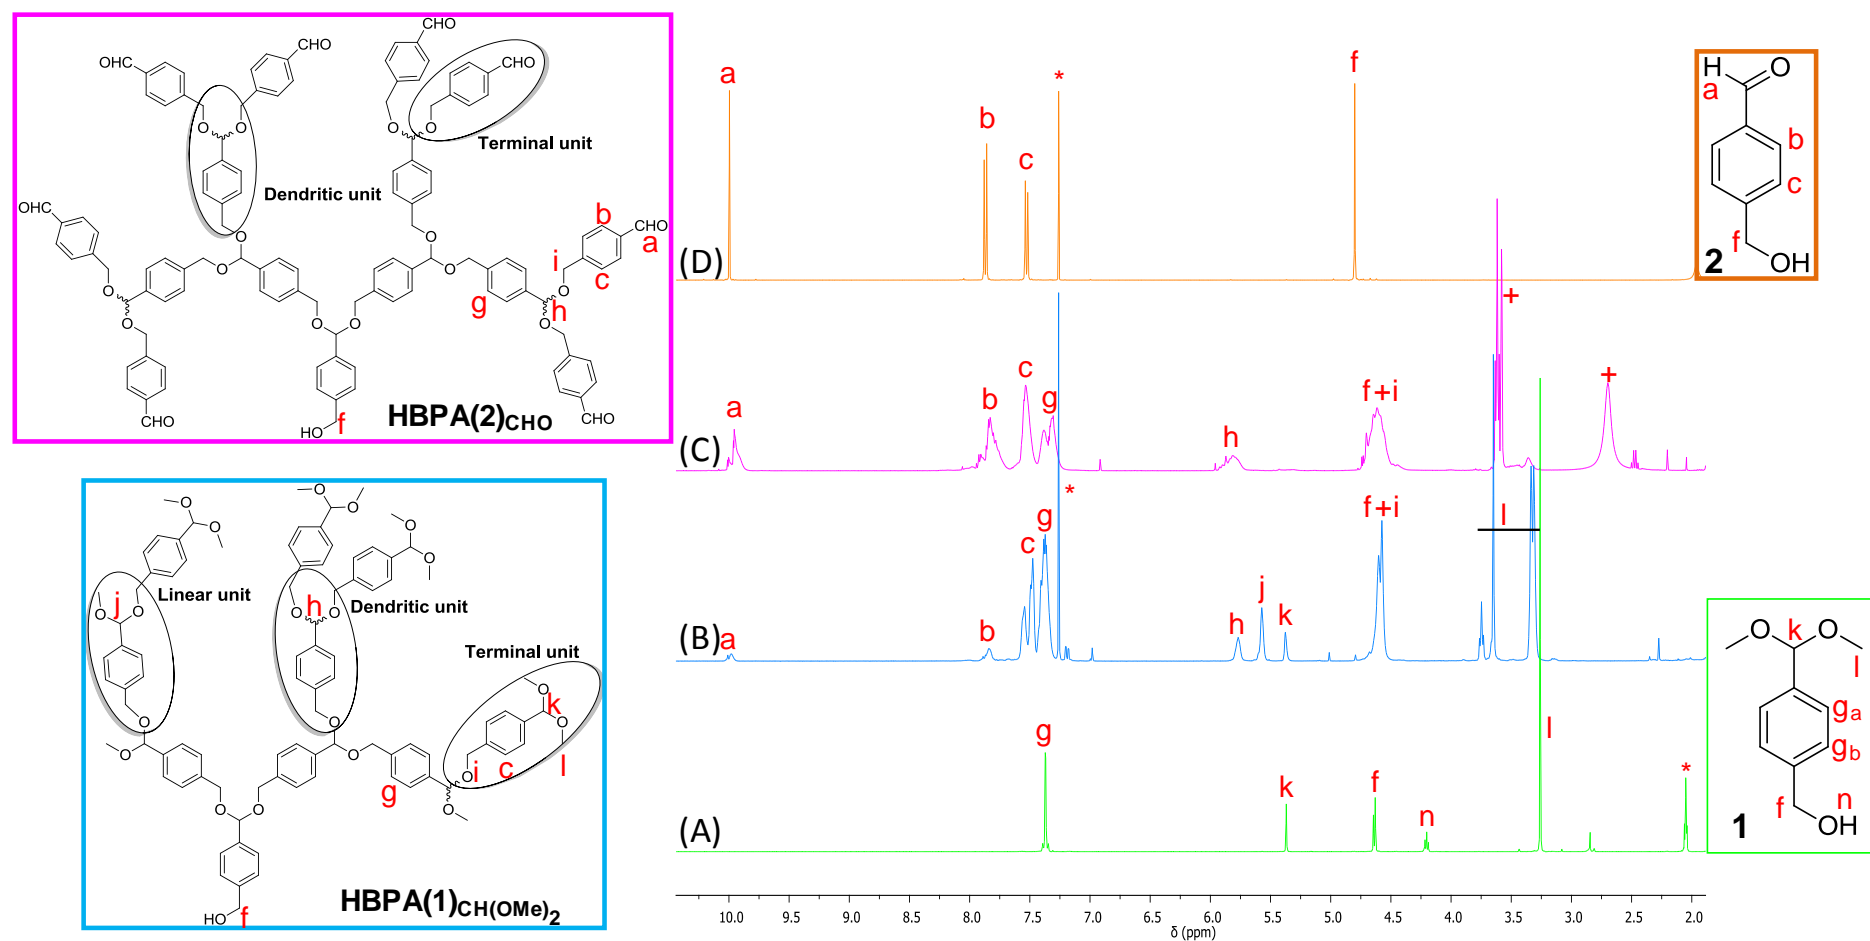 CHO
CHO
OHC
CHO
CHO
O
O
O
O
Terminal unit
Dendritic unit
OHC
O
O
O
O
b
CHO
a
i
c
g
O
O
O
O
O
h
O
O
O
OHC
CHO
CHO
HO
f
HBPA(2)CHO
O
O
O
O
O
O
O
O
Linear unit
O
j
O
O
h
O
Dendritic unit
Terminal unit
O
k
O
O
O
O
O
O
i
c
l
g
O
O
O
HO
f
HBPA(1)CH(OMe)2
(D)
a
b
c
*
f
(C)
a
b
c
g
h
f+i
+
+
(B)
a
b
c
g
*
h
j
k
f+i
l
(A)
g
k
f
n
l
*
10.0 9.5 9.0 8.5 8.0 7.5 7.0 6.5 6.0 5.5 5.0 4.5 4.0 3.5 3.0 2.5 2.0
δ (ppm)
H
O
a
b
c
f
2
OH
O
k
O
l
ga
gb
n
f
1
OH